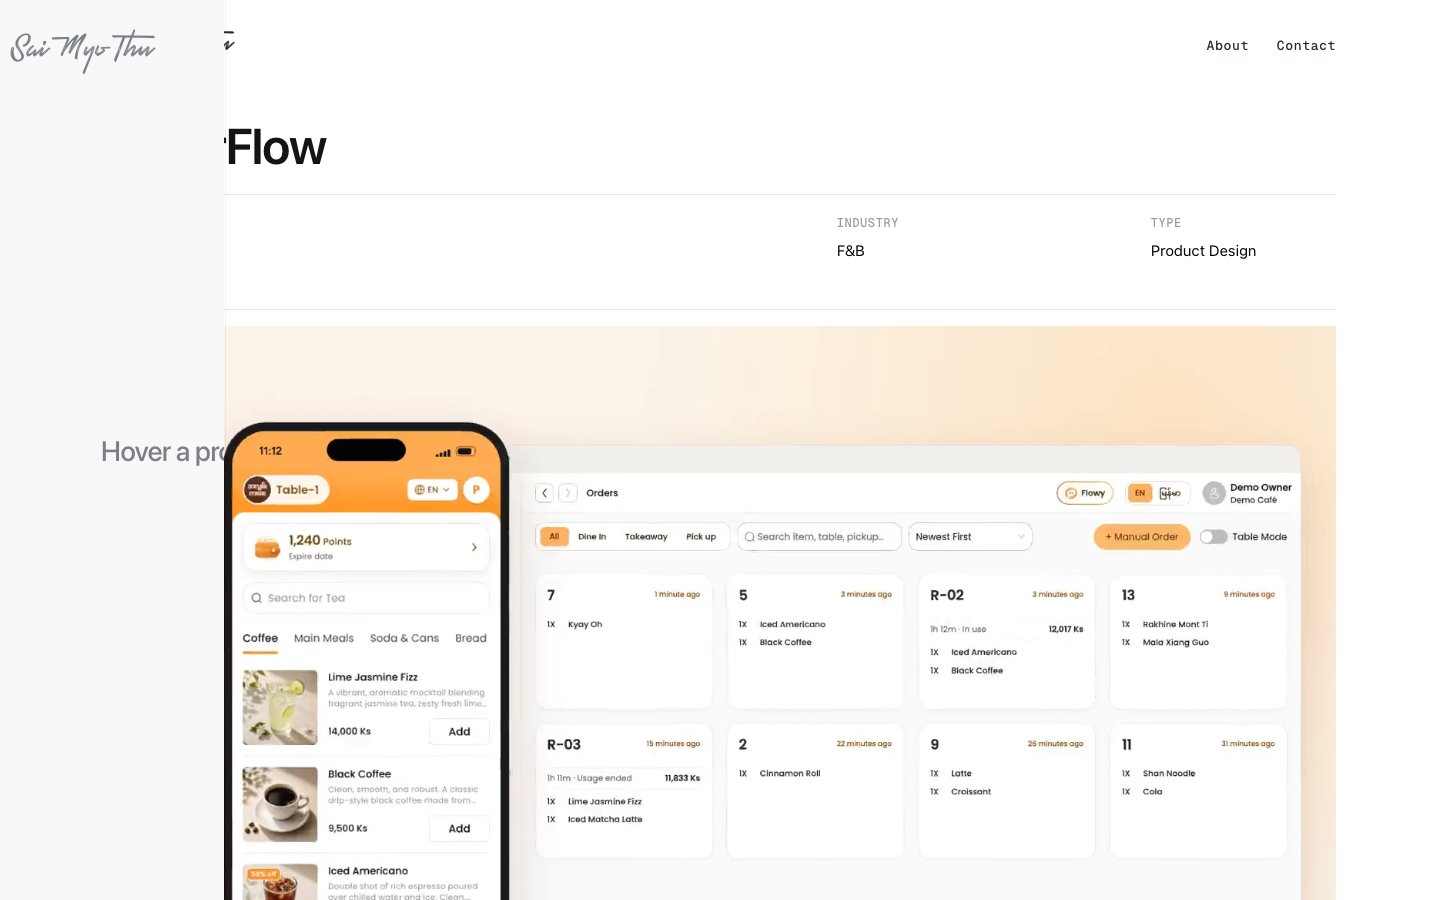 Sai Myo Thu
About
Contact
rFlow
INDUSTRY
F&B
TYPE
Product Design
Hover a pro
11:12
Table-1
EN
P
1,240 Points
Expire date
Search for Tea
Coffee
Main Meals
Soda & Cans
Bread
Lime Jasmine Fizz
A vibrant, aromatic mocktail blending
fragrant jasmine tea, zesty fresh lime...
14,000 Ks
Add
Black Coffee
Clean, smooth, and robust. A classic
drip-style black coffee made from...
9,500 Ks
Add
58% off
Iced Americano
Double shot of rich espresso poured
over chilled water and ice. Clean,
Orders
Flowy
EN
မြန်မာ
Demo Owner
Demo Café
All
Dine In
Takeaway
Pick up
Search item, table, pickup...
Newest First
+ Manual Order
Table Mode
7
1 minute ago
1X Kyay Oh
5
3 minutes ago
1X Iced Americano
1X Black Coffee
R-02
3 minutes ago
1h 12m · In use
12,017 Ks
1X Iced Americano
1X Black Coffee
13
9 minutes ago
1X Rakhine Mont Ti
1X Mala Xiang Guo
R-03
15 minutes ago
1h 11m · Usage ended
11,833 Ks
1X Lime Jasmine Fizz
1X Iced Matcha Latte
2
22 minutes ago
1X Cinnamon Roll
9
26 minutes ago
1X Latte
1X Croissant
11
31 minutes ago
1X Shan Noodle
1X Cola